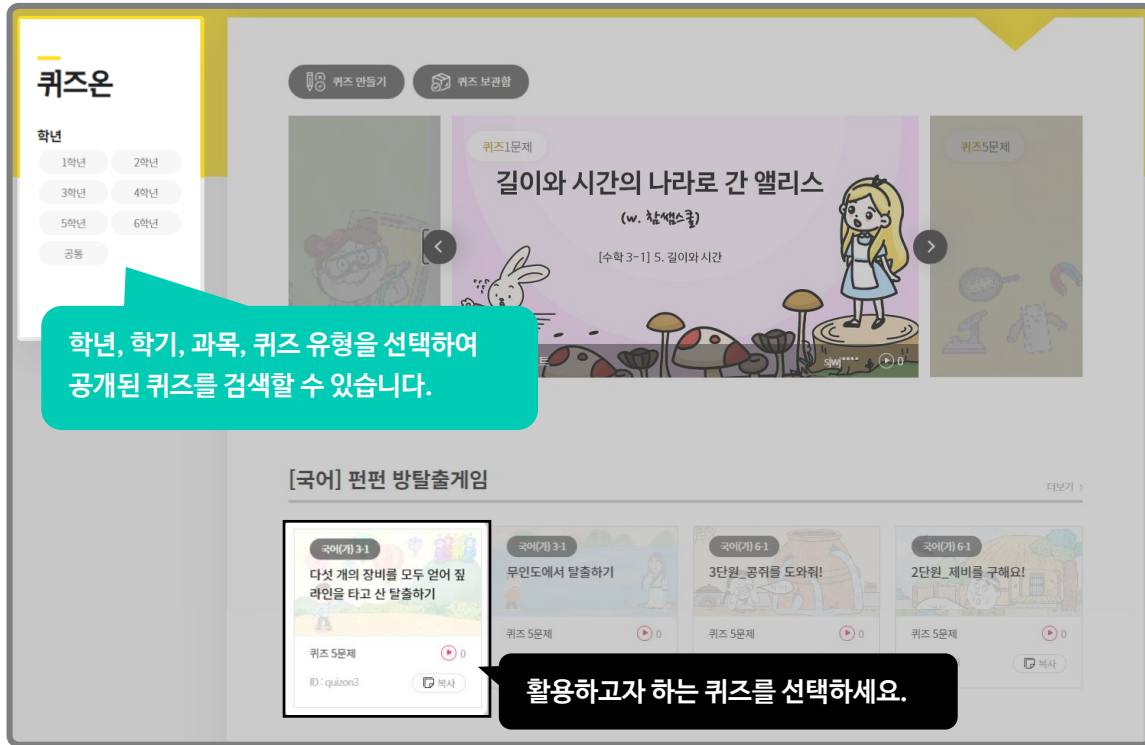 퀴즈온
학년
1학년 2학년
3학년 4학년
5학년 6학년
공통
학년, 학기, 과목, 퀴즈 유형을 선택하여
공개된 퀴즈를 검색할 수 있습니다.
퀴즈 만들기 퀴즈 보관함
퀴즈1문제
길이와 시간의 나라로 간 앨리스
(w. 참쌤스쿨)
[수학 3-1] 5. 길이와 시간
sjwj**** 0
퀴즈5문제
[국어] 펀펀 방탈출게임
더보기 >
국어(가) 3-1
다섯 개의 장비를 모두 얻어 짚
라인을 타고 산 탈출하기
퀴즈 5문제 0
ID : quizon3 복사
국어(가) 3-1
무인도에서 탈출하기
퀴즈 5문제 0
국어(가) 6-1
3단원_콩쥐를 도와줘!
퀴즈 5문제 0
국어(가) 6-1
2단원_제비를 구해요!
퀴즈 5문제 0
복사
활용하고자 하는 퀴즈를 선택하세요.